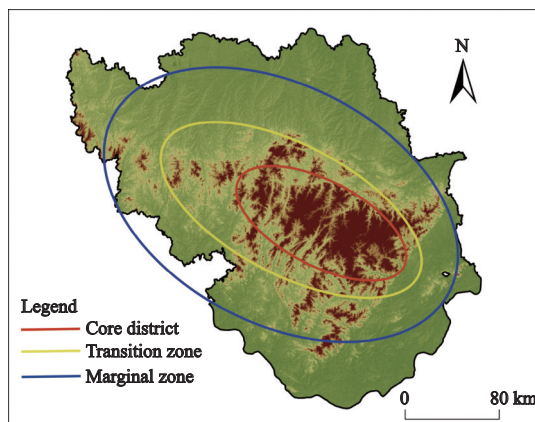 N
Legend
Core district
Transition zone
Marginal zone
0 80 km